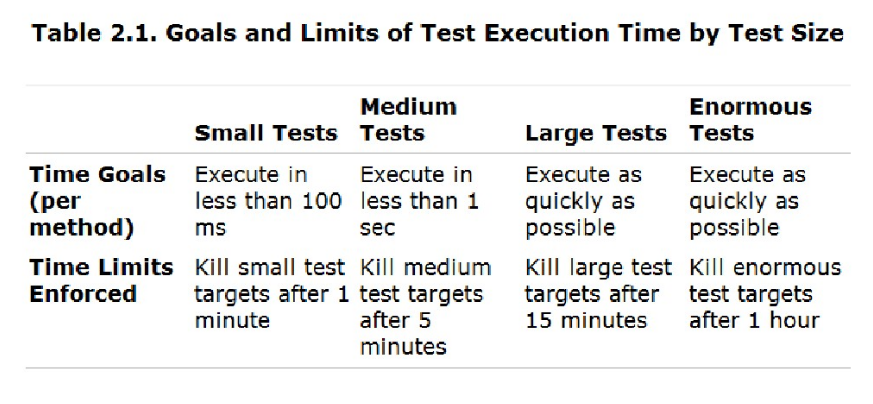 Table 2.1. Goals and Limits of Test Execution Time by Test Size
Small Tests
Medium
Tests
Large Tests
Enormous
Tests
Time Goals
(per
method)
Execute in
less than 100
ms
Execute in
less than 1
sec
Execute as
quickly as
possible
Execute as
quickly as
possible
Time Limits
Enforced
Kill small test
targets after 1
minute
Kill medium
test targets
after 5
minutes
Kill large test
targets after
15 minutes
Kill enormous
test targets
after 1 hour